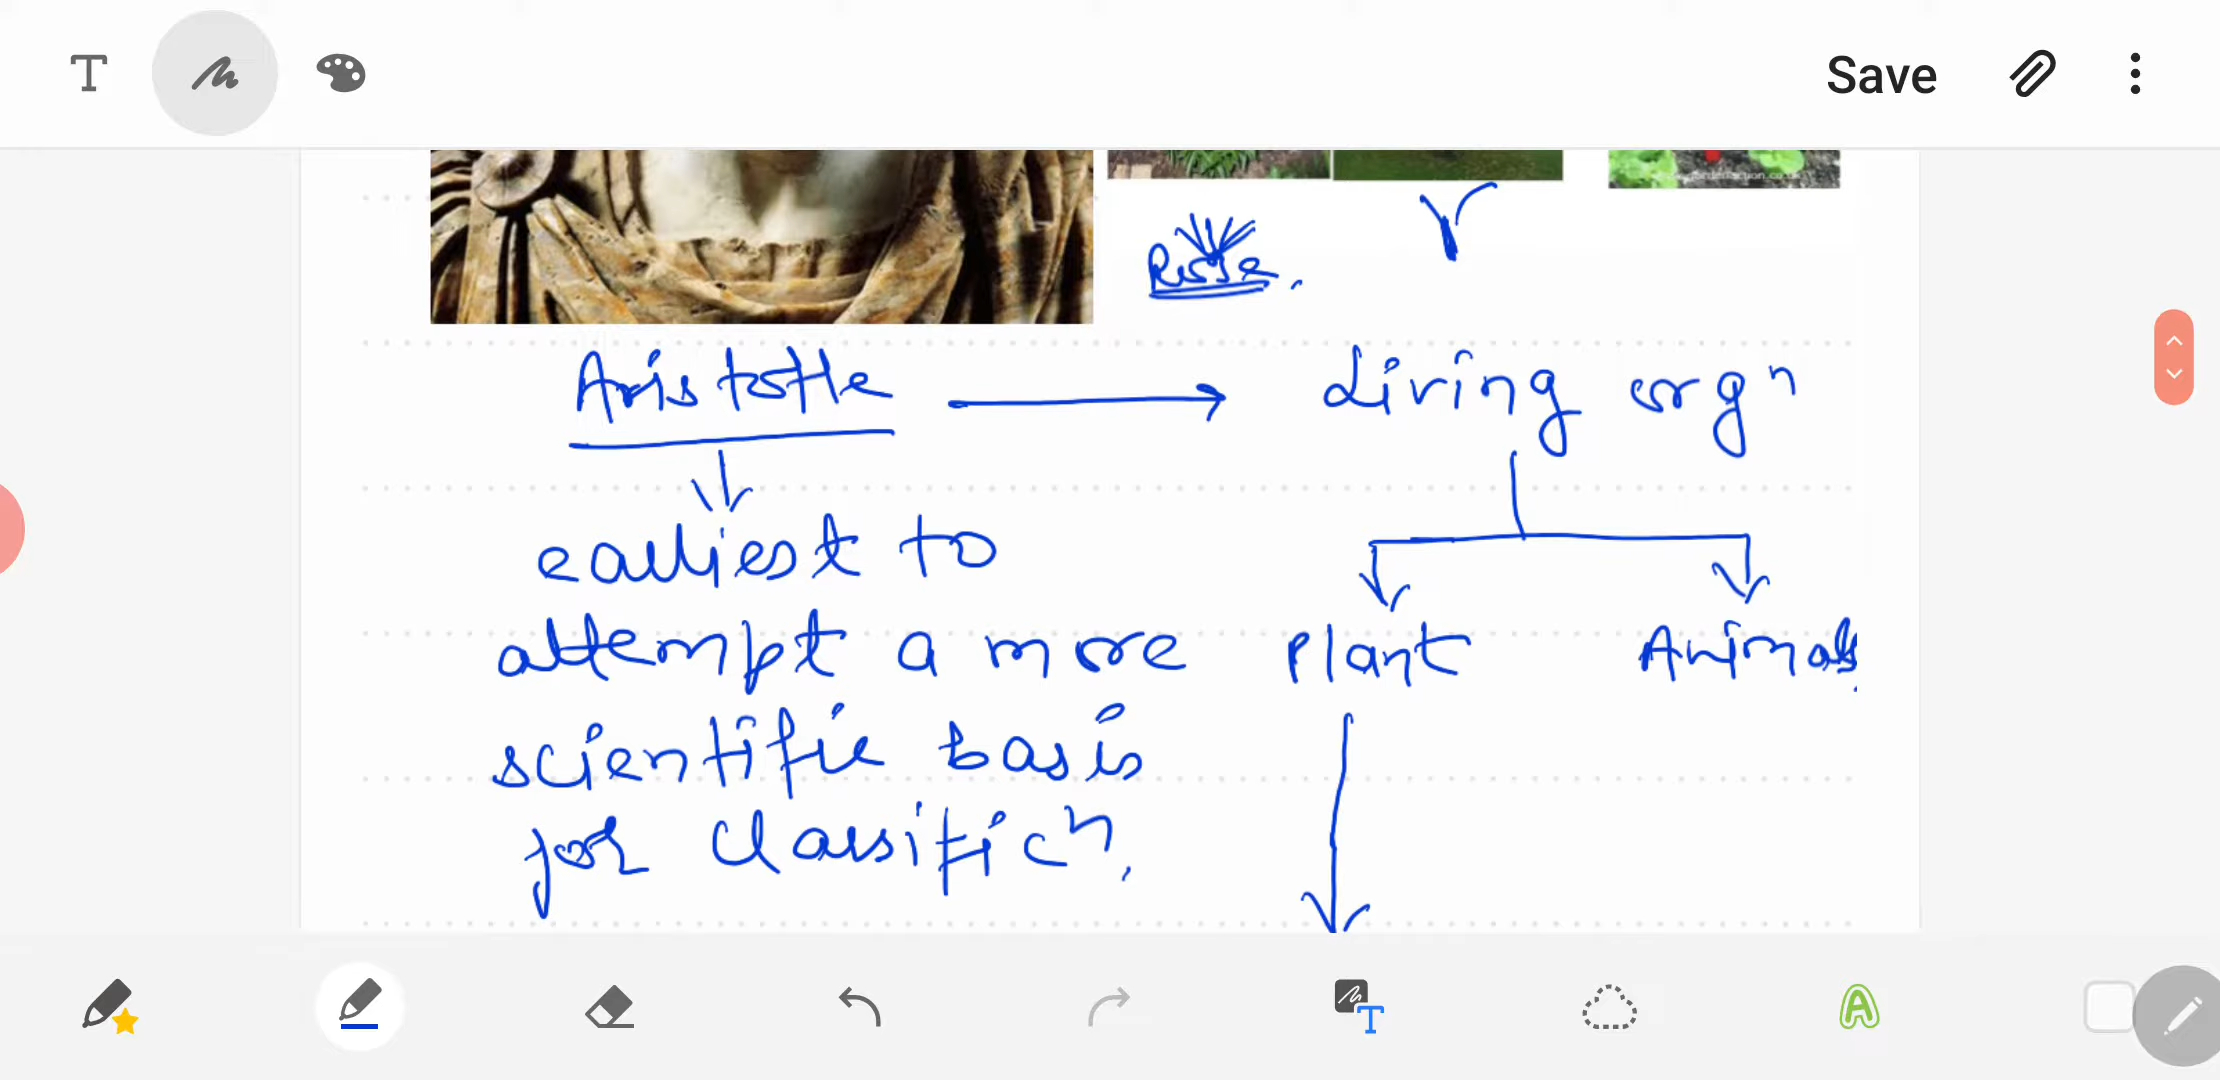 T
Save
Aristotle → Living orgⁿ
earliest to
attempt a more
Plant Animals
scientific basis
for classificⁿ.
T
A